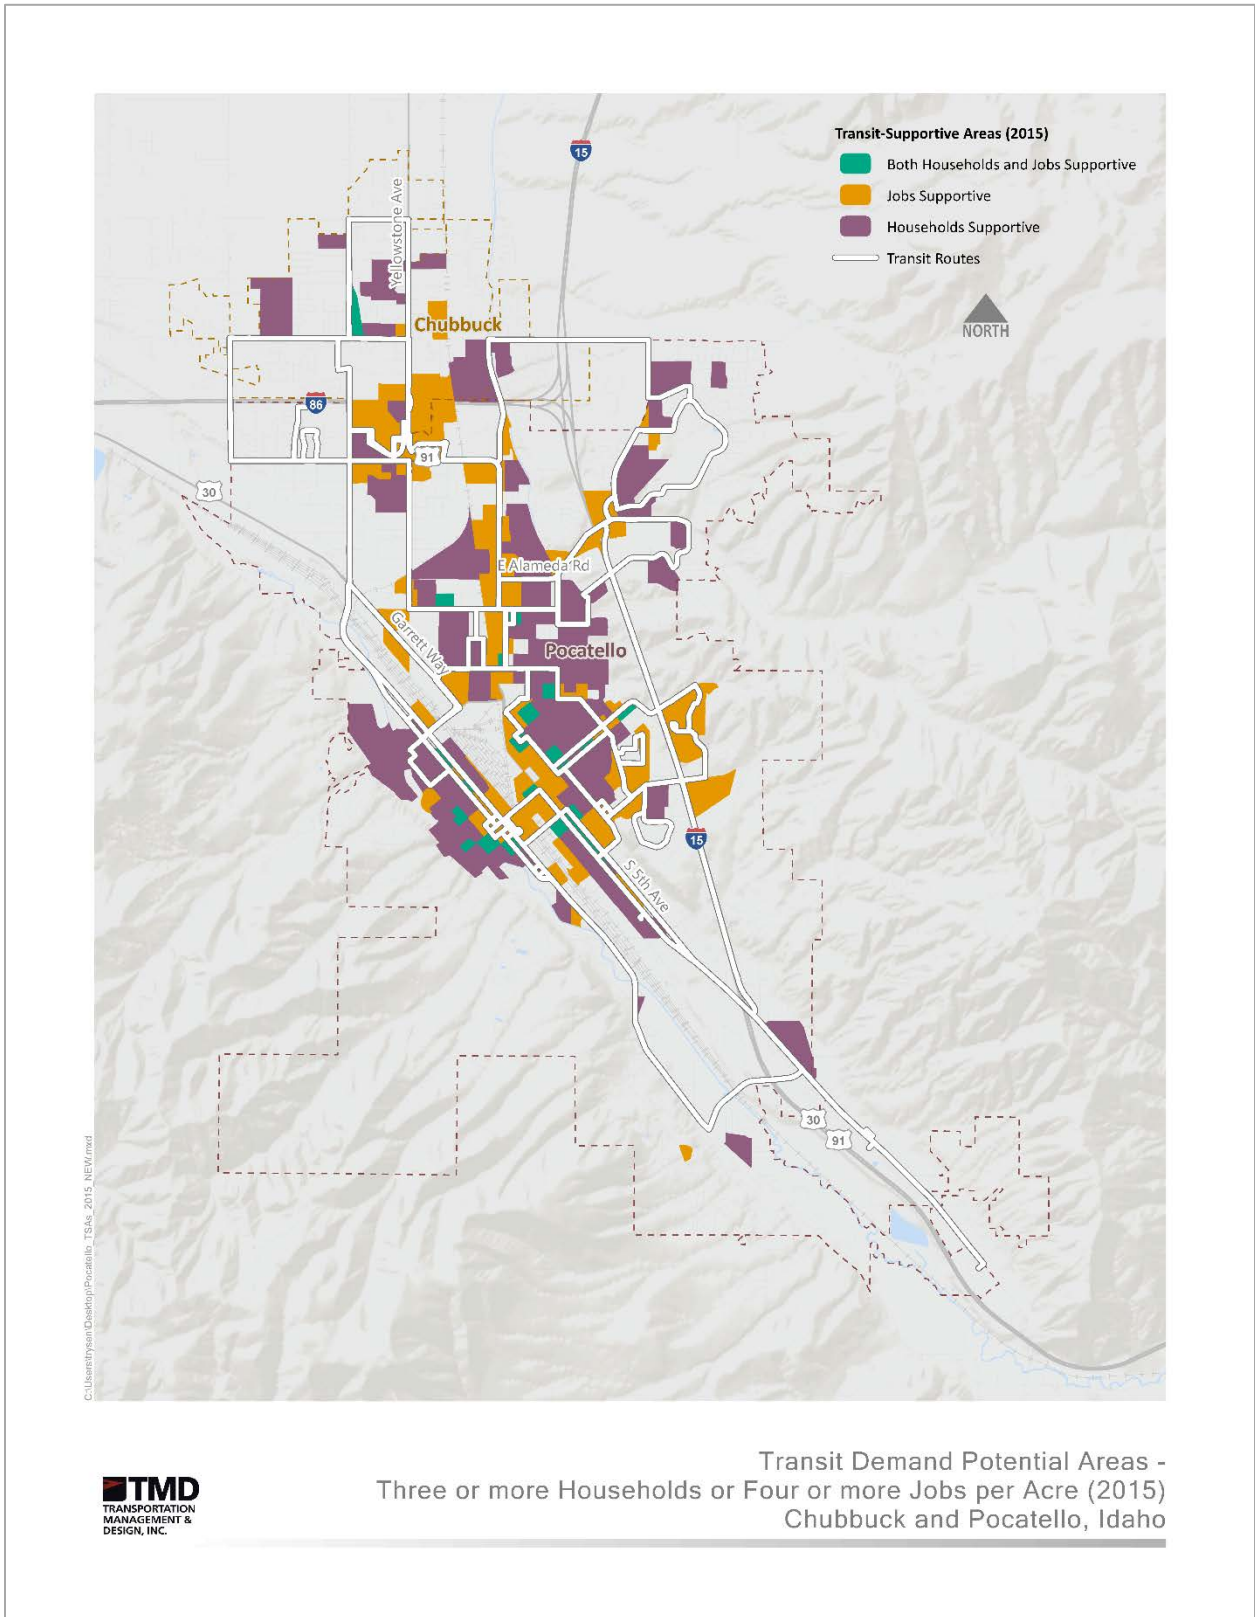 Transit-Supportive Areas (2015)
Both Households and Jobs Supportive
Jobs Supportive
Households Supportive
Transit Routes
NORTH
15
Yellowstone Ave
Chubbuck
86
91
30
E Alameda Rd
Garrett Way
Pocatello
15
S 5th Ave
30
91
C:\Users\trysen\Desktop\Pocatello_TSAs_2015_NEW.mxd
Transit Demand Potential Areas -
Three or more Households or Four or more Jobs per Acre (2015)
Chubbuck and Pocatello, Idaho
TMD
TRANSPORTATION
MANAGEMENT &
DESIGN, INC.